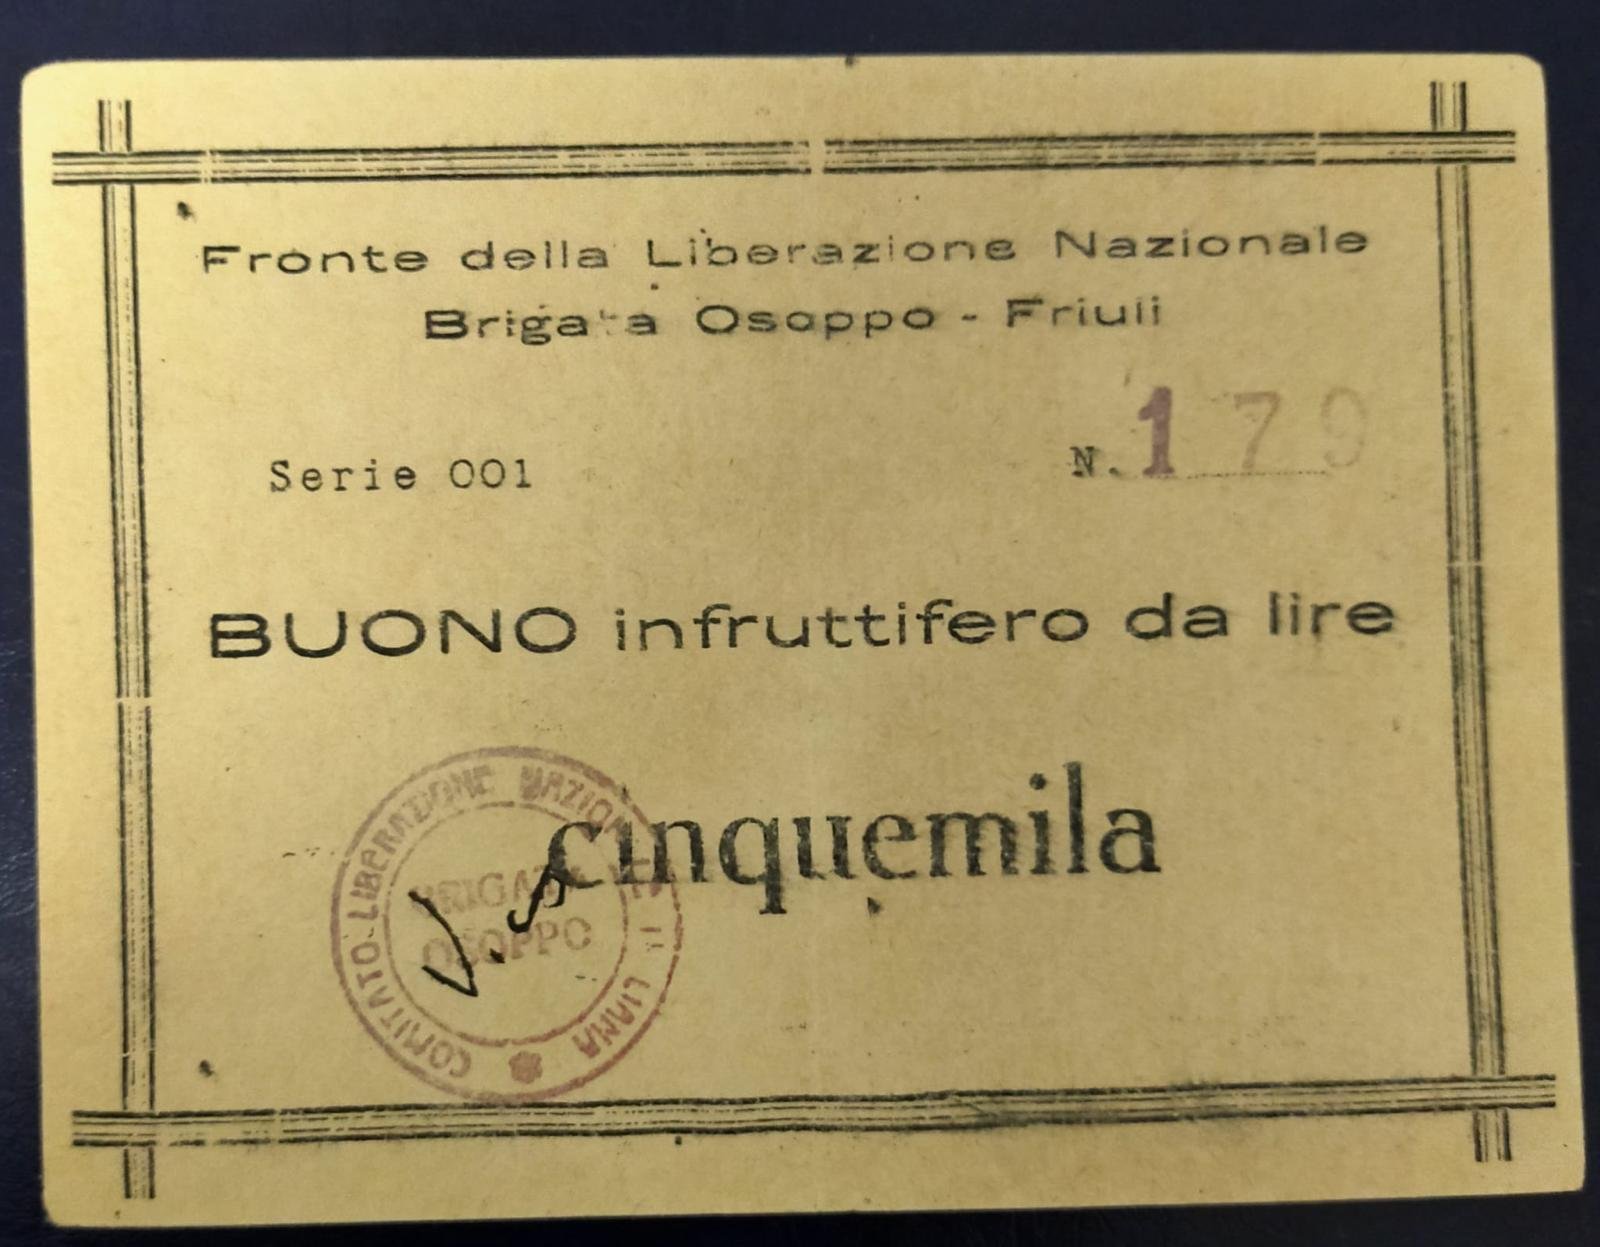 Fronte della Liberazione Nazionale
Brigata Osoppo - Friuli
Serie 001
N. 179
BUONO infruttifero da lire
cinquemila
COMITATO LIBERAZIONE NAZIONALE
BRIGATA
OSOPPO